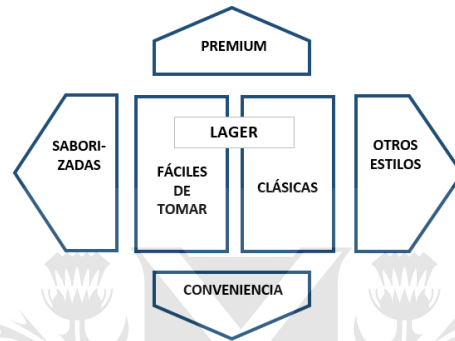 PREMIUM
LAGER
SABORI-
ZADAS
FÁCILES
DE
TOMAR
CLÁSICAS
OTROS
ESTILOS
CONVENIENCIA